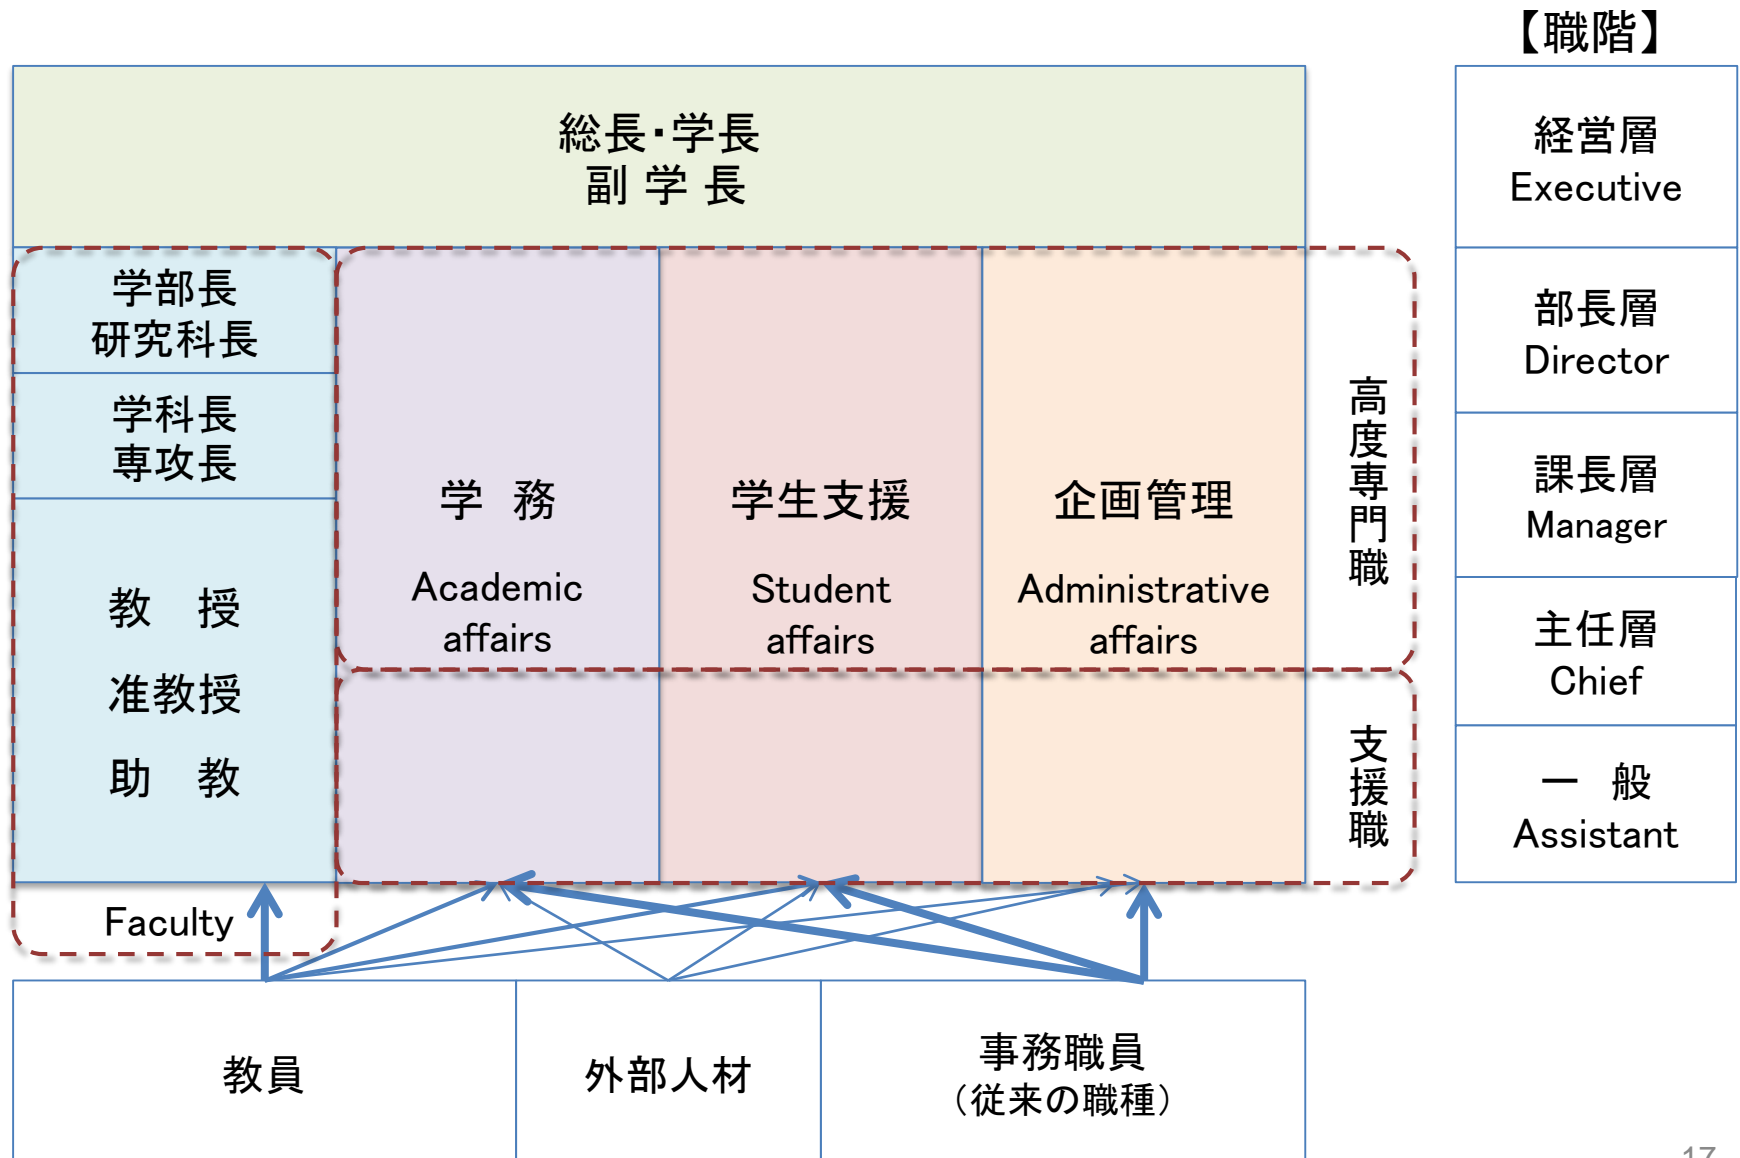 【職階】
総長・学長
副 学 長
経営層
Executive
学部長
研究科長
学科長
専攻長
教 授
准教授
助 教
Faculty
学 務
Academic
affairs
学生支援
Student
affairs
企画管理
Administrative
affairs
高度専門職
支援職
部長層
Director
課長層
Manager
主任層
Chief
一 般
Assistant
教員
外部人材
事務職員
（従来の職種）
17